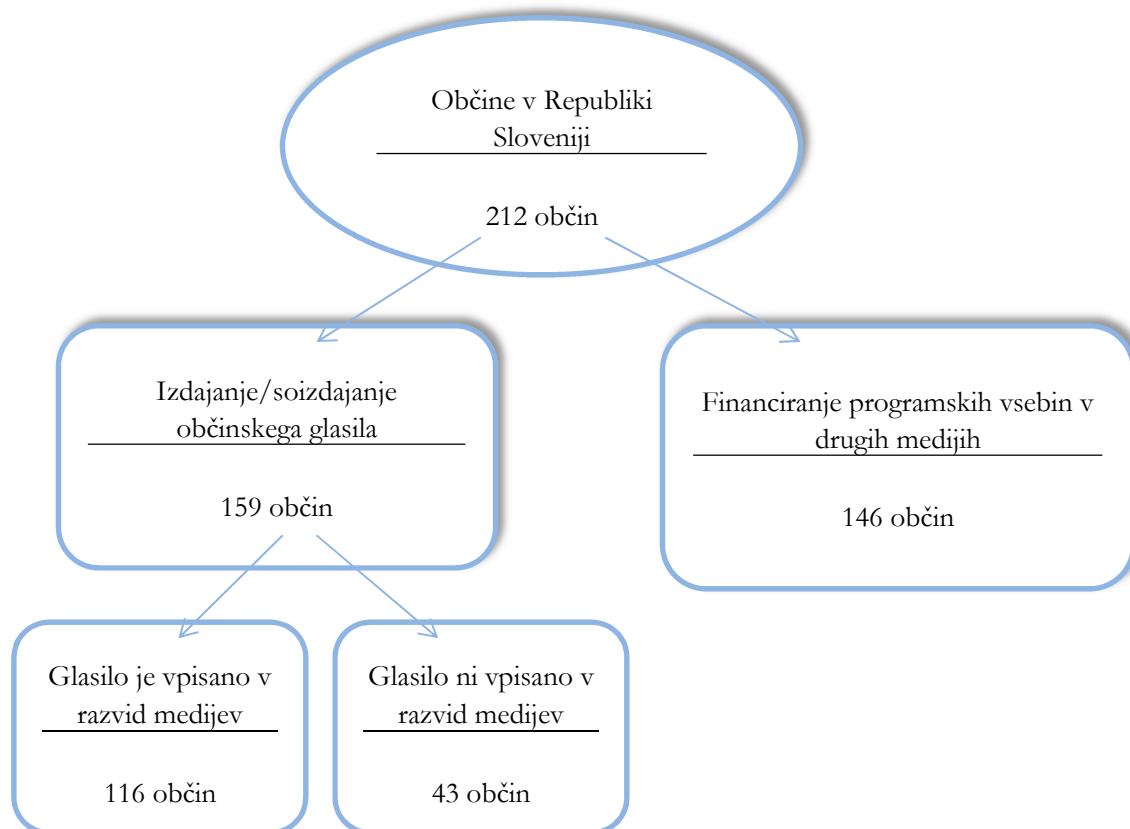 Občine v Republiki
Sloveniji
212 občin
Izdajanje/soizdajanje
občinskega glasila
159 občin
Financiranje programskih vsebin v
drugih medijih
146 občin
Glasilo je vpisano v
razvid medijev
116 občin
Glasilo ni vpisano v
razvid medijev
43 občin